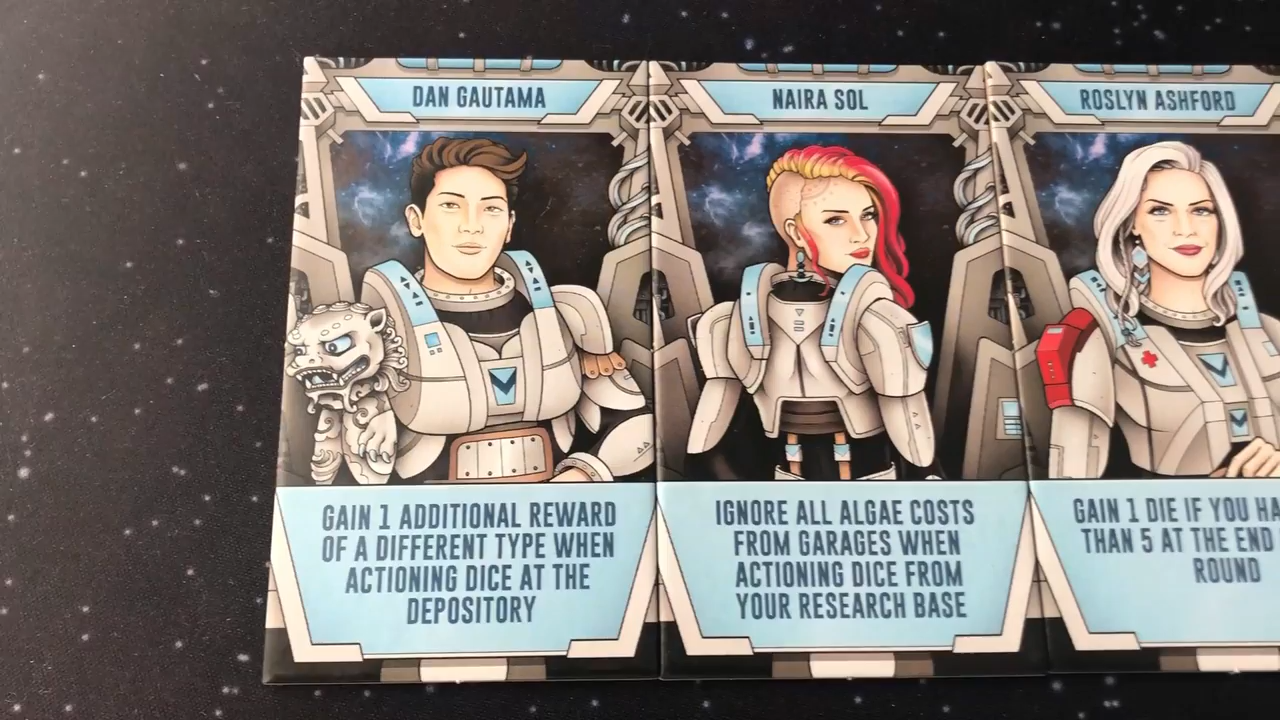 DAN GAUTAMA
GAIN 1 ADDITIONAL REWARD
OF A DIFFERENT TYPE WHEN
ACTIONING DICE AT THE
DEPOSITORY
NAIRA SOL
IGNORE ALL ALGAE COSTS
FROM GARAGES WHEN
ACTIONING DICE FROM
YOUR RESEARCH BASE
ROSLYN ASHFORD
GAIN 1 DIE IF YOU
THAN 5 AT THE END
ROUND